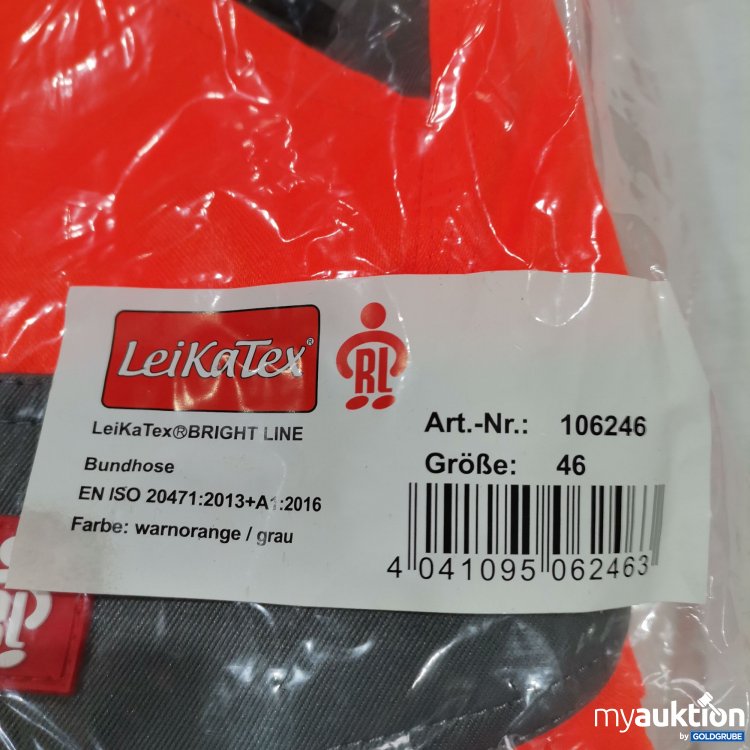 LeiKaTex®
RL
LeiKaTex®BRIGHT LINE
Bundhose
EN ISO 20471:2013+A1:2016
Farbe: warnorange / grau
Art.-Nr.: 106246
Größe: 46
4 041095 062463
myauktion
by GOLDGRUBE